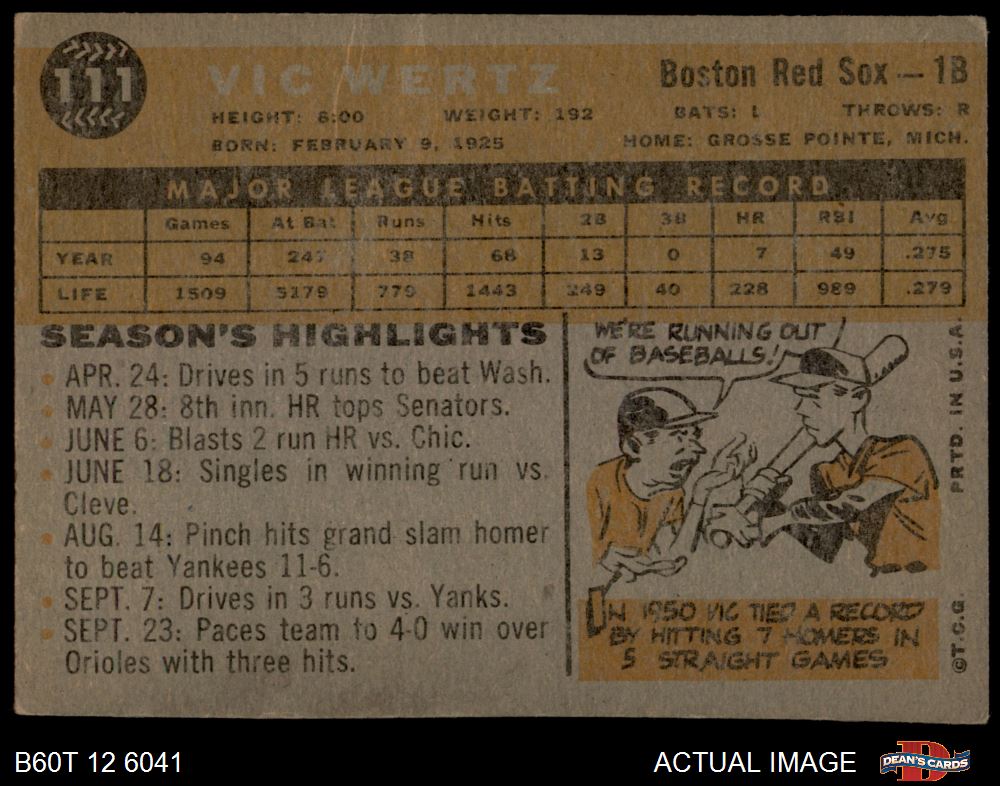 111
VIC WERTZ
Boston Red Sox — 1B
HEIGHT: 6:00 WEIGHT: 192 BATS: L THROWS: R
BORN: FEBRUARY 9, 1925 HOME: GROSSE POINTE, MICH.
MAJOR LEAGUE BATTING RECORD
Games At Bat Runs Hits 2B 3B HR RBI Avg
YEAR 94 247 38 68 13 0 7 49 .275
LIFE 1509 5179 779 1443 249 40 228 989 .279
SEASON'S HIGHLIGHTS
• APR. 24: Drives in 5 runs to beat Wash.
• MAY 28: 8th inn. HR tops Senators.
• JUNE 6: Blasts 2 run HR vs. Chic.
• JUNE 18: Singles in winning run vs.
Cleve.
• AUG. 14: Pinch hits grand slam homer
to beat Yankees 11-6.
• SEPT. 7: Drives in 3 runs vs. Yanks.
• SEPT. 23: Paces team to 4-0 win over
Orioles with three hits.
WE'RE RUNNING OUT
OF BASEBALLS!
IN 1950 VIC TIED A RECORD
BY HITTING 7 HOMERS IN
5 STRAIGHT GAMES
PRTD. IN U.S.A.
©T.C.G.
B60T 12 6041
ACTUAL IMAGE
D
DEAN'S CARDS